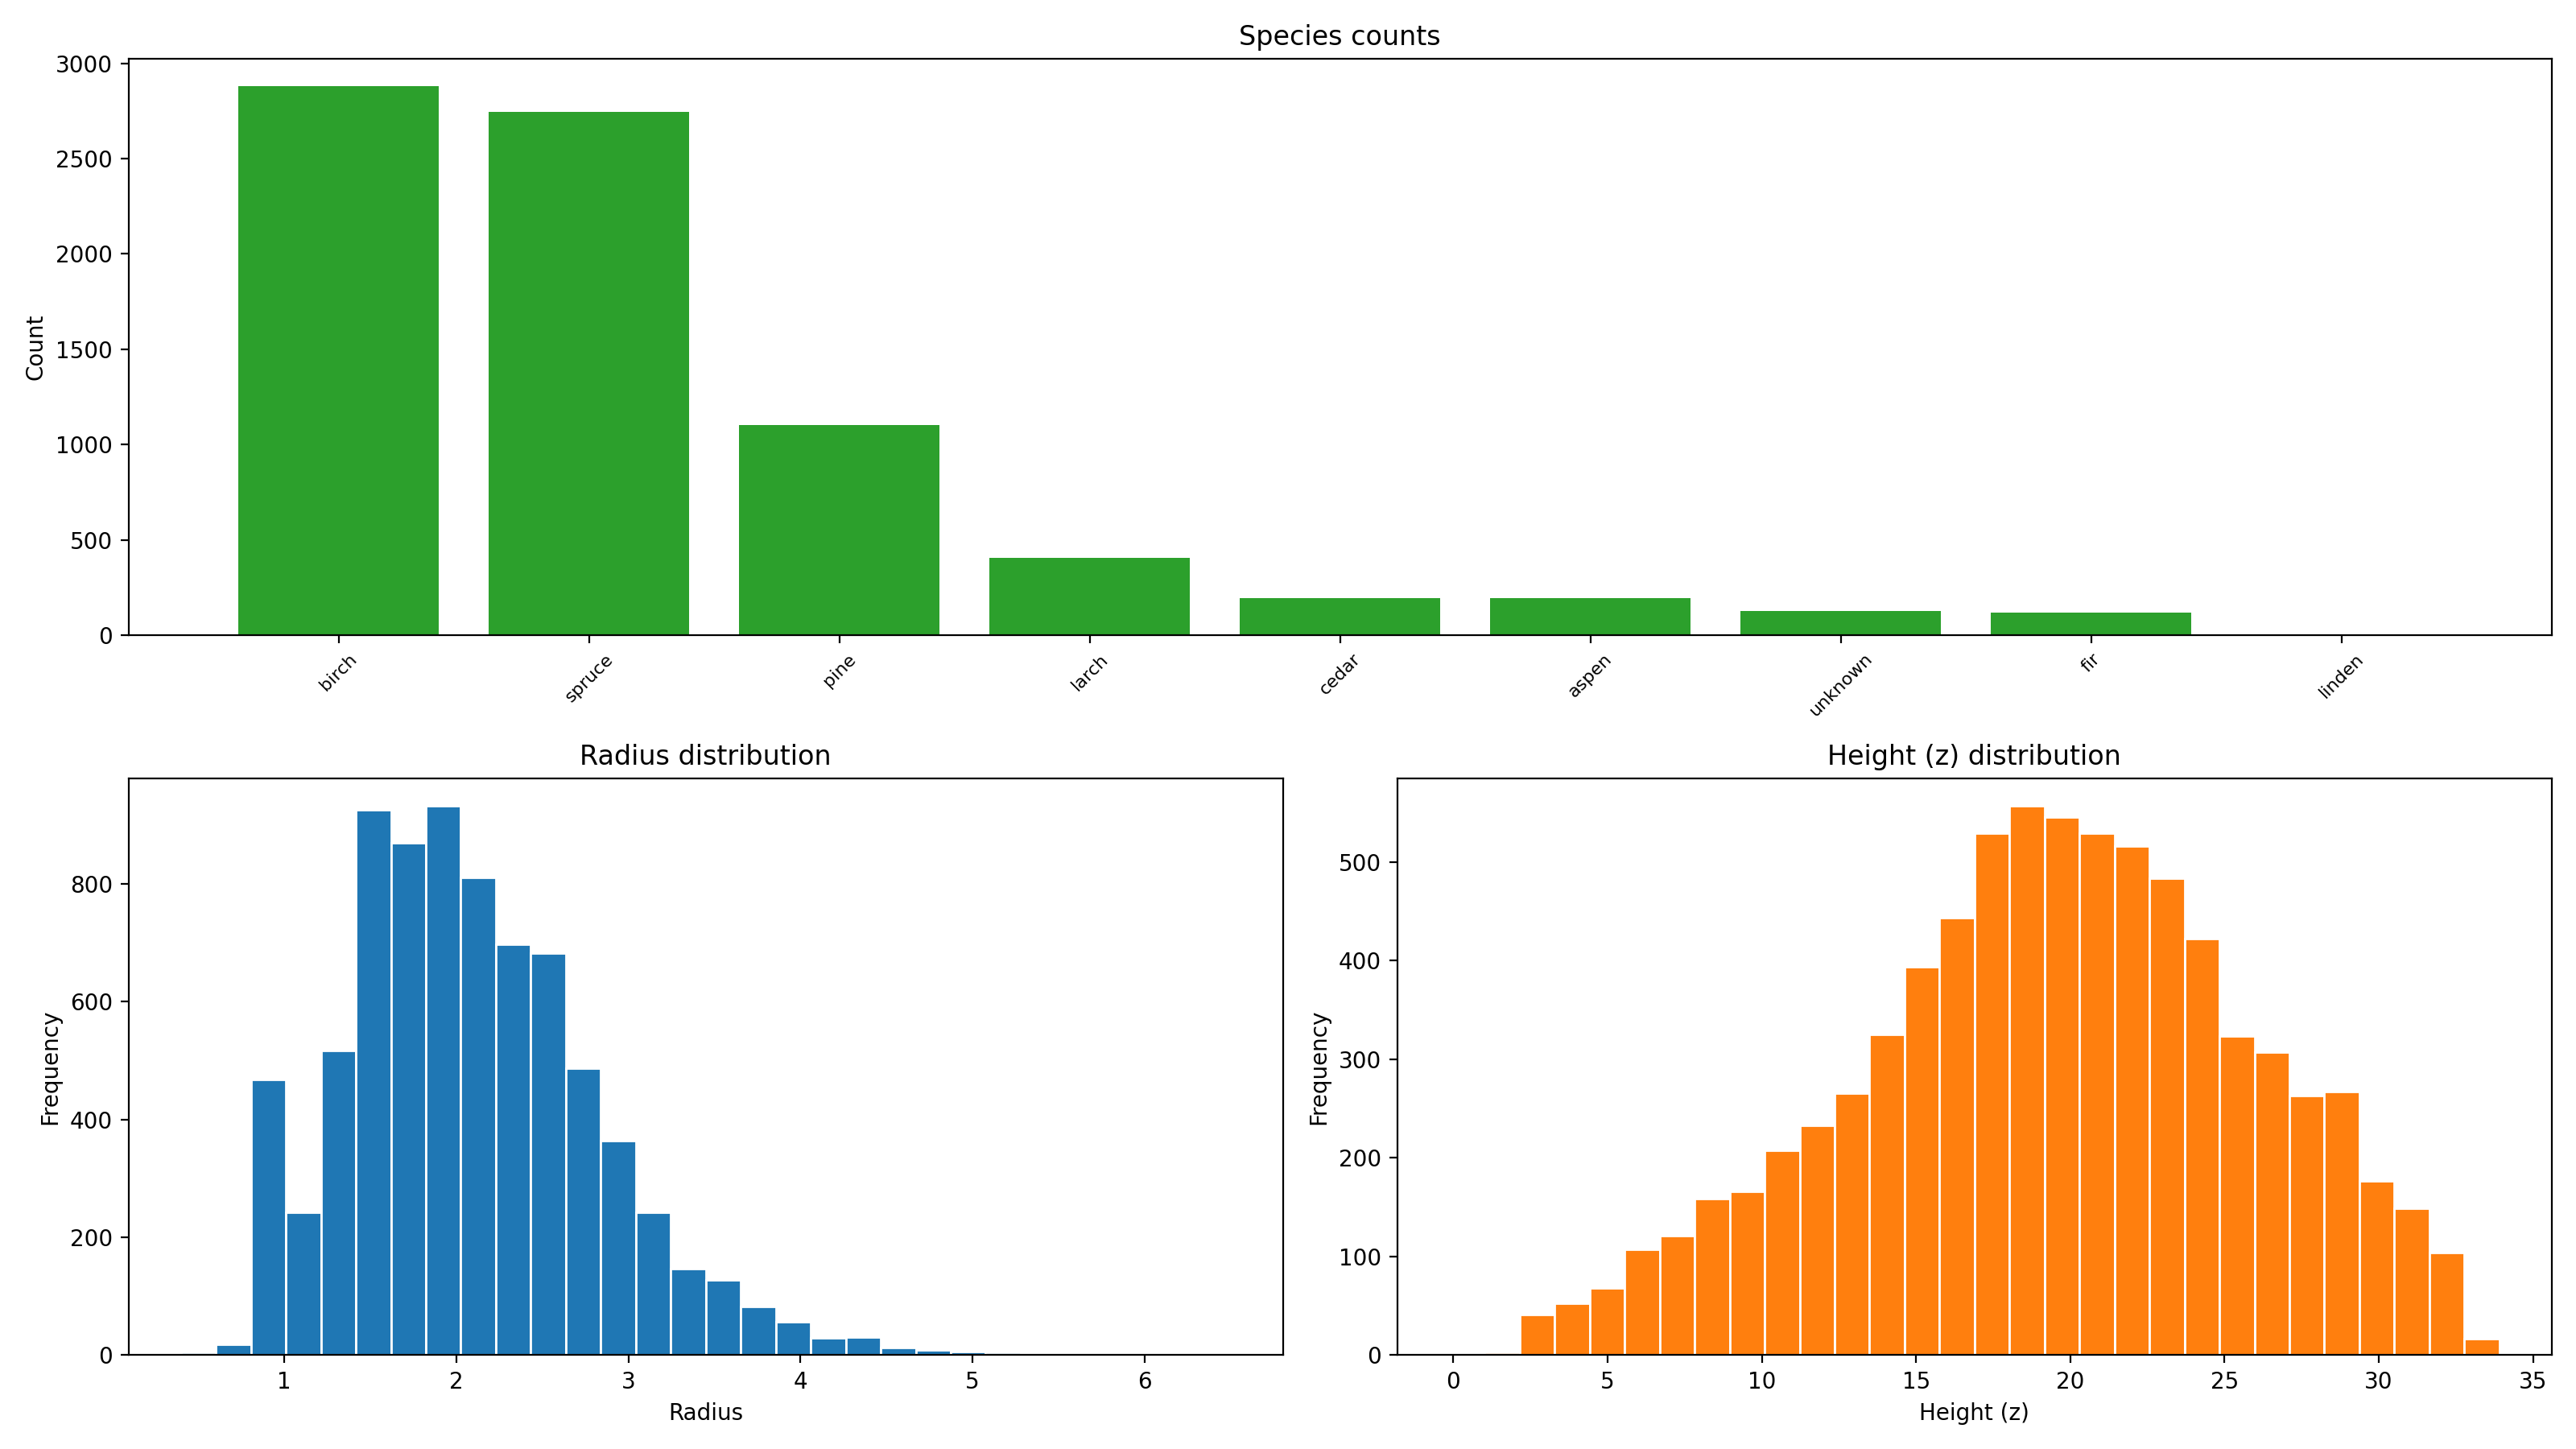 Species counts
3000
2500
2000
1500
1000
500
0
Count
birch
spruce
pine
larch
cedar
aspen
unknown
fir
linden
Radius distribution
800
600
400
200
0
Frequency
1 2 3 4 5 6
Radius
Height (z) distribution
500
400
300
200
100
0
Frequency
0 5 10 15 20 25 30 35
Height (z)